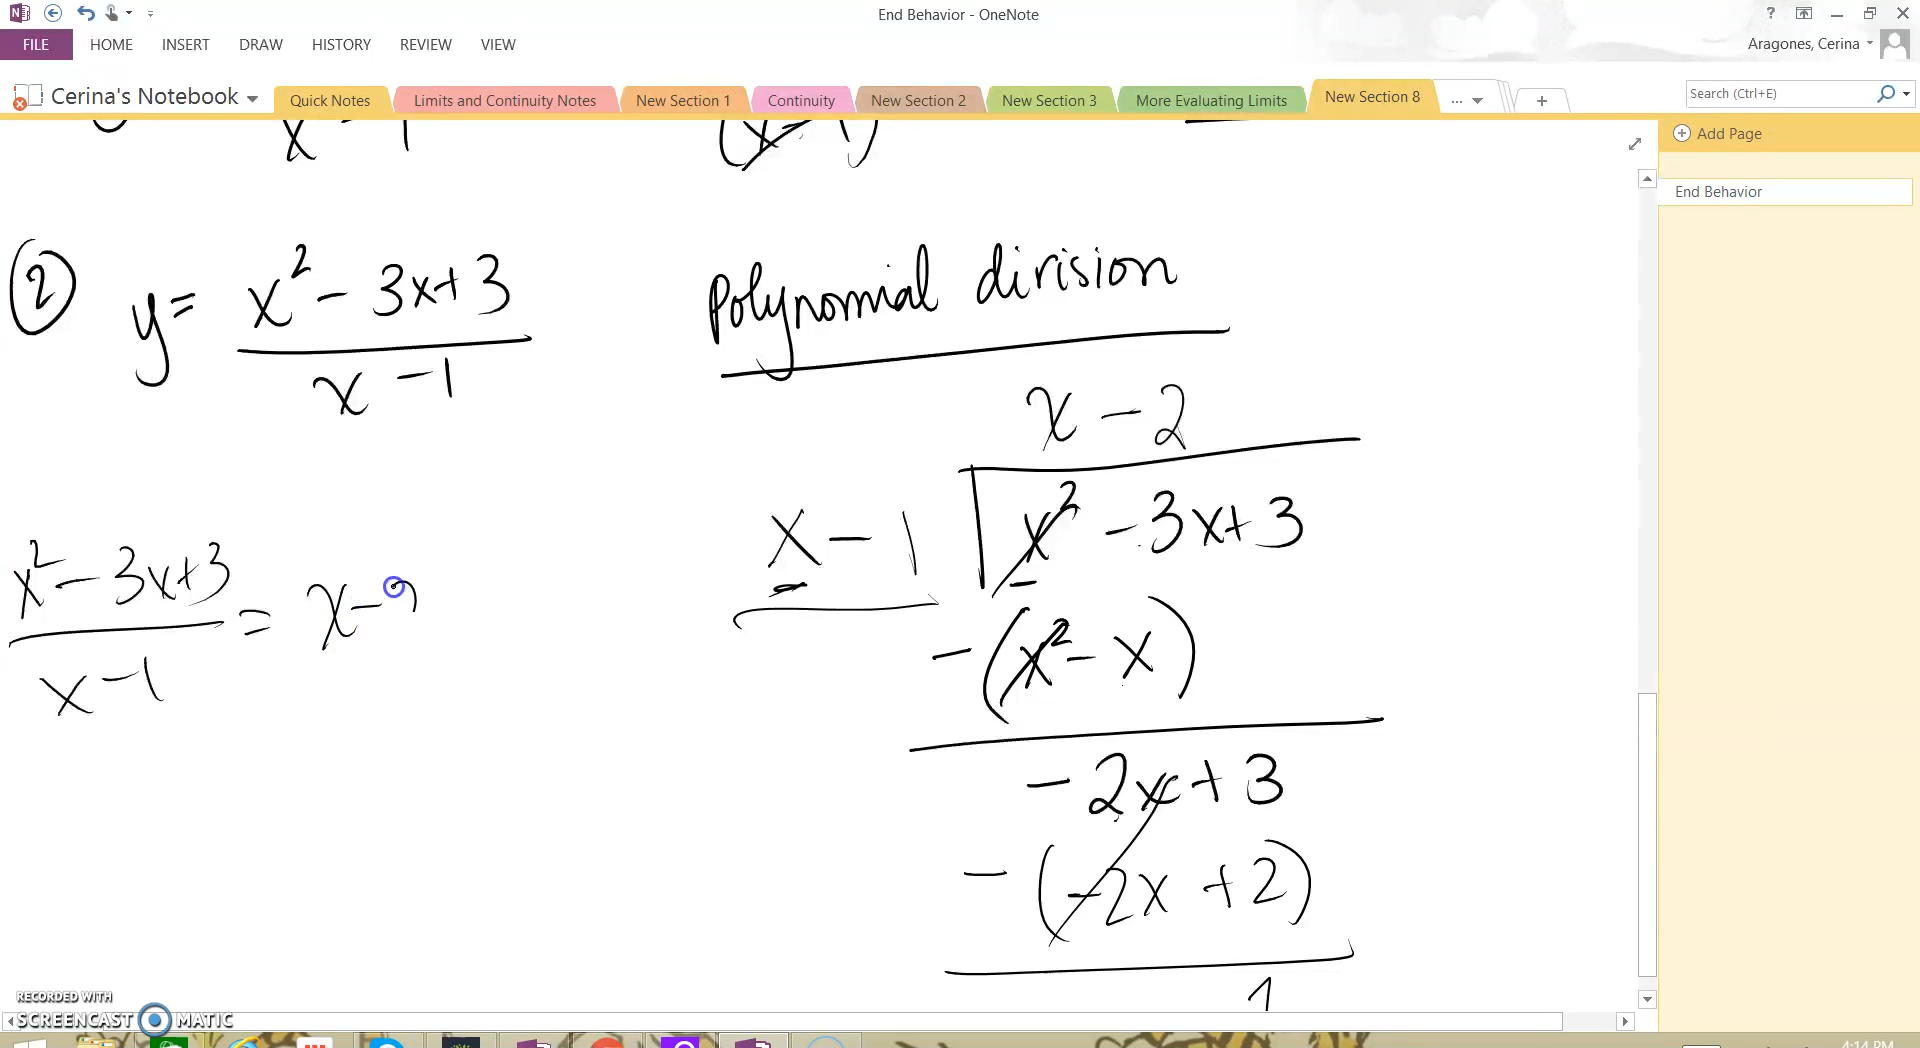 End Behavior - OneNote
FILE HOME INSERT DRAW HISTORY REVIEW VIEW
Aragones, Cerina
Cerina's Notebook
Quick Notes Limits and Continuity Notes New Section 1 Continuity New Section 2 New Section 3 More Evaluating Limits New Section 8 ...
Search (Ctrl+E)
Add Page
End Behavior
② y = x² - 3x + 3
x - 1
Polynomial division
x - 2
x - 1 x² - 3x + 3
- (x² - x)
- 2x + 3
- (-2x + 2)
1
x² - 3x + 3
x - 1
= x -
RECORDED WITH
SCREENCAST MATIC
4:14 PM